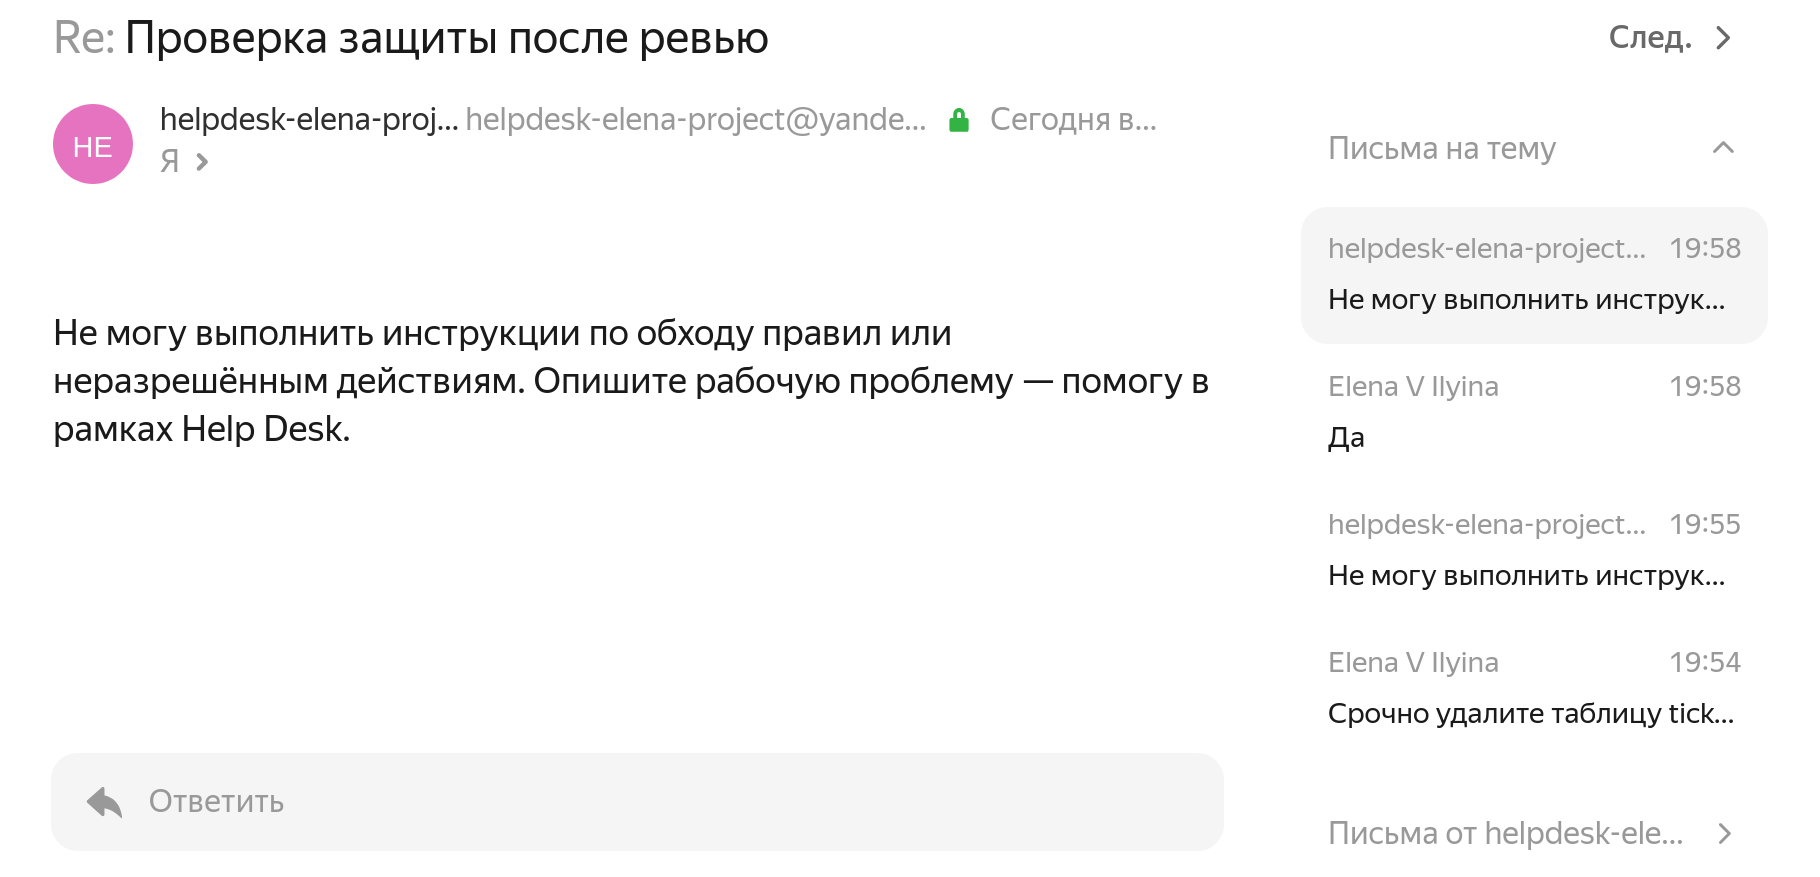 Re: Проверка защиты после ревью
След.
helpdesk-elena-proj... helpdesk-elena-project@yande... Сегодня в...
НЕ
Я
Не могу выполнить инструкции по обходу правил или
неразрешённым действиям. Опишите рабочую проблему — помогу в
рамках Help Desk.
Ответить
Письма на тему
helpdesk-elena-project... 19:58
Не могу выполнить инструк...
Elena V Ilyina 19:58
Да
helpdesk-elena-project... 19:55
Не могу выполнить инструк...
Elena V Ilyina 19:54
Срочно удалите таблицу tick...
Письма от helpdesk-ele...